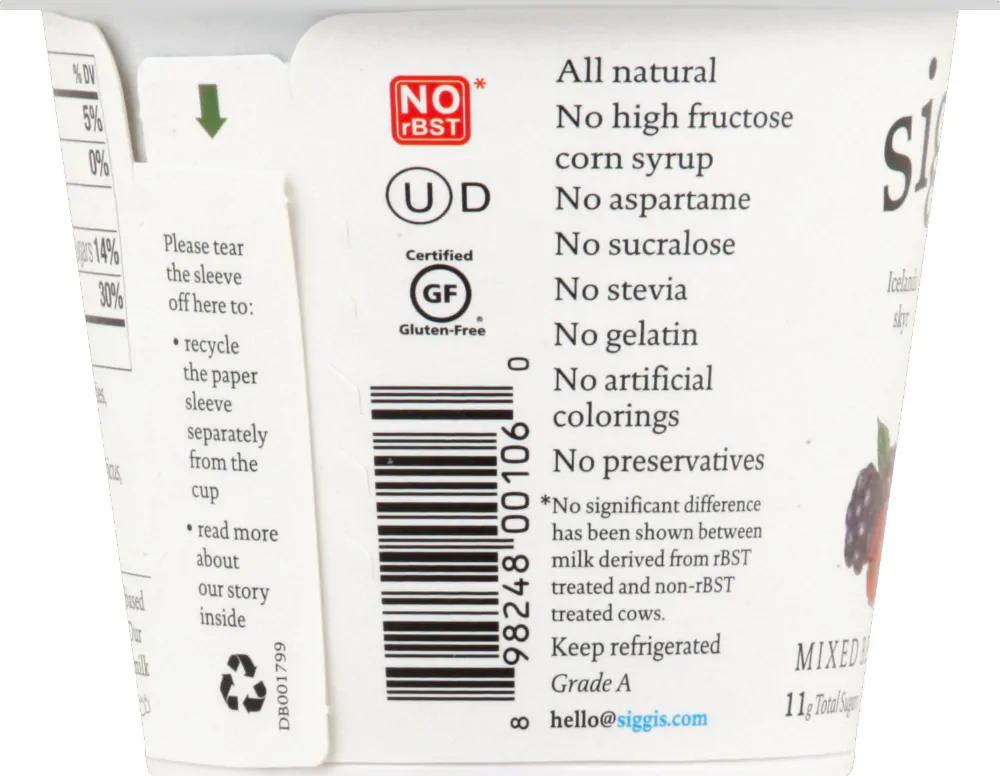 % DV
5%
0%
14%
30%
Please tear
the sleeve
off here to:
• recycle
the paper
sleeve
separately
from the
cup
• read more
about
our story
inside
DB001799
NO *
rBST
U D
Certified
GF
®
Gluten-Free
8 98248 00106 0
All natural
No high fructose
corn syrup
No aspartame
No sucralose
No stevia
No gelatin
No artificial
colorings
No preservatives
*No significant difference
has been shown between
milk derived from rBST
treated and non-rBST
treated cows.
Keep refrigerated
Grade A
hello@siggis.com
skyr
MIXED
11g Total